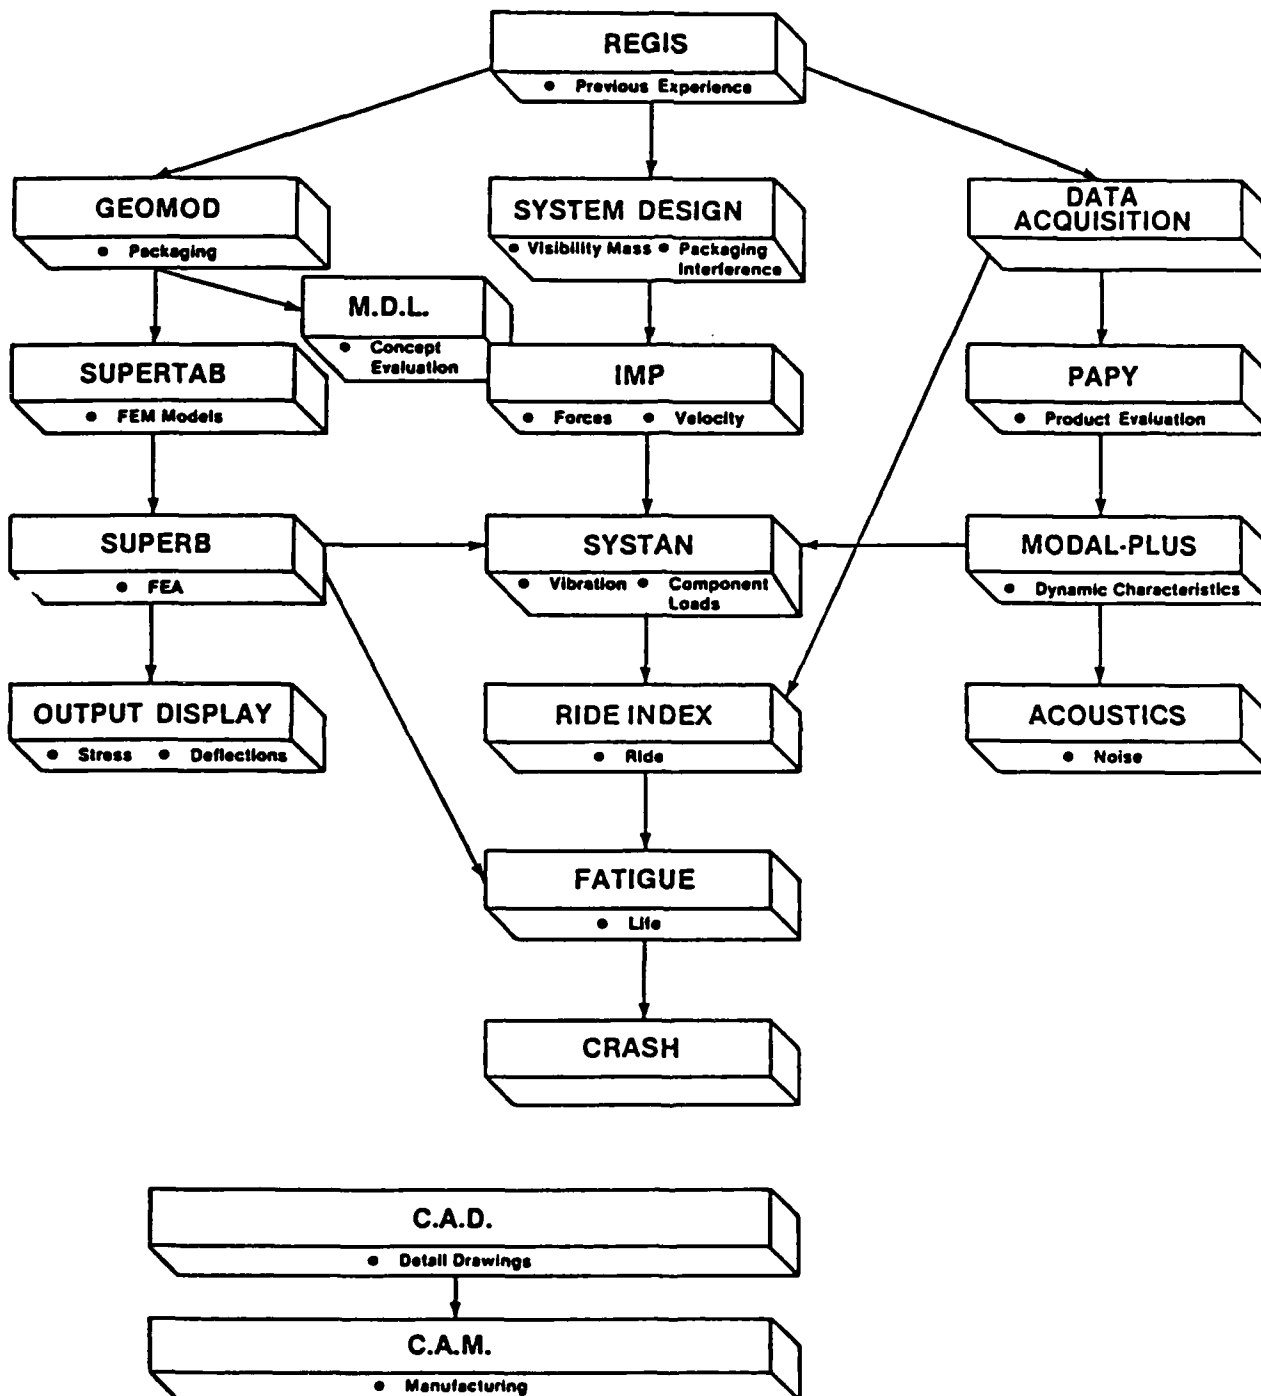 REGIS
• Previous Experience
GEOMOD
• Packaging
SYSTEM DESIGN
• Visibility Mass • Packaging
Interference
DATA
ACQUISITION
M.D.L.
• Concept
Evaluation
SUPERTAB
• FEM Models
IMP
• Forces • Velocity
PAPY
• Product Evaluation
SUPERB
• FEA
SYSTAN
• Vibration • Component
Loads
MODAL-PLUS
• Dynamic Characteristics
OUTPUT DISPLAY
• Stress • Deflections
RIDE INDEX
• Ride
ACOUSTICS
• Noise
FATIGUE
• Life
CRASH
C.A.D.
• Detail Drawings
C.A.M.
• Manufacturing